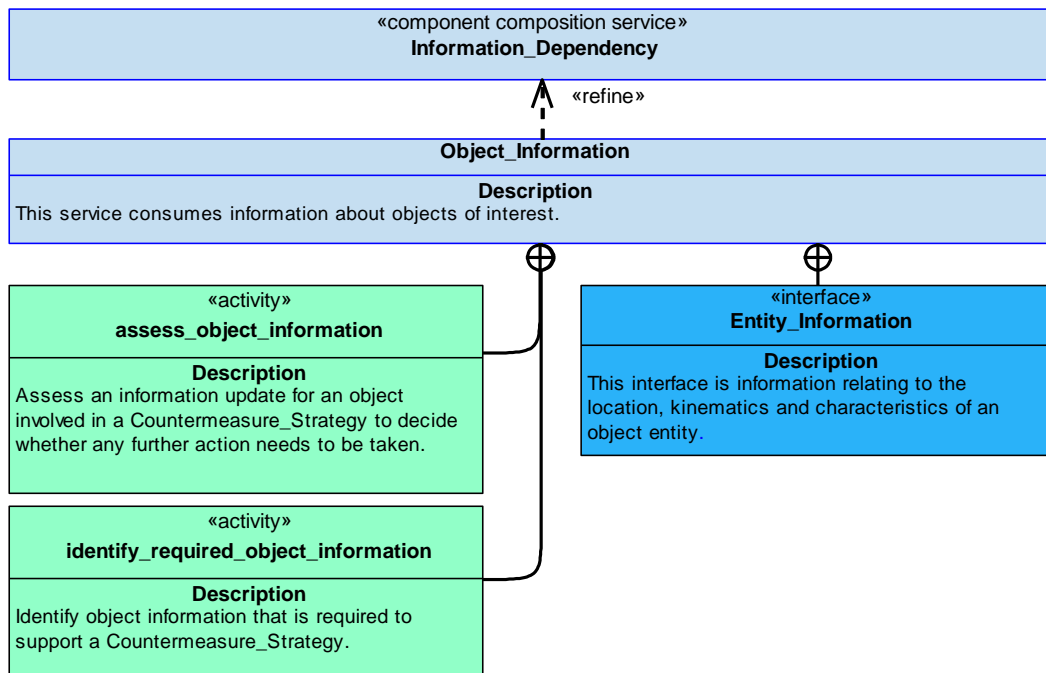 «component composition service»
Information_Dependency
«refine»
Object_Information
Description
This service consumes information about objects of interest.
«activity»
assess_object_information
Description
Assess an information update for an object
involved in a Countermeasure_Strategy to decide
whether any further action needs to be taken.
«interface»
Entity_Information
Description
This interface is information relating to the
location, kinematics and characteristics of an
object entity.
«activity»
identify_required_object_information
Description
Identify object information that is required to
support a Countermeasure_Strategy.